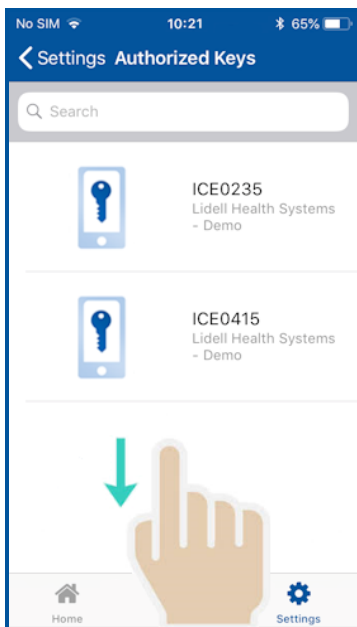 No SIM 10:21 65%
Settings Authorized Keys
Search
ICE0235
Lidell Health Systems
- Demo
ICE0415
Lidell Health Systems
- Demo
Home Settings